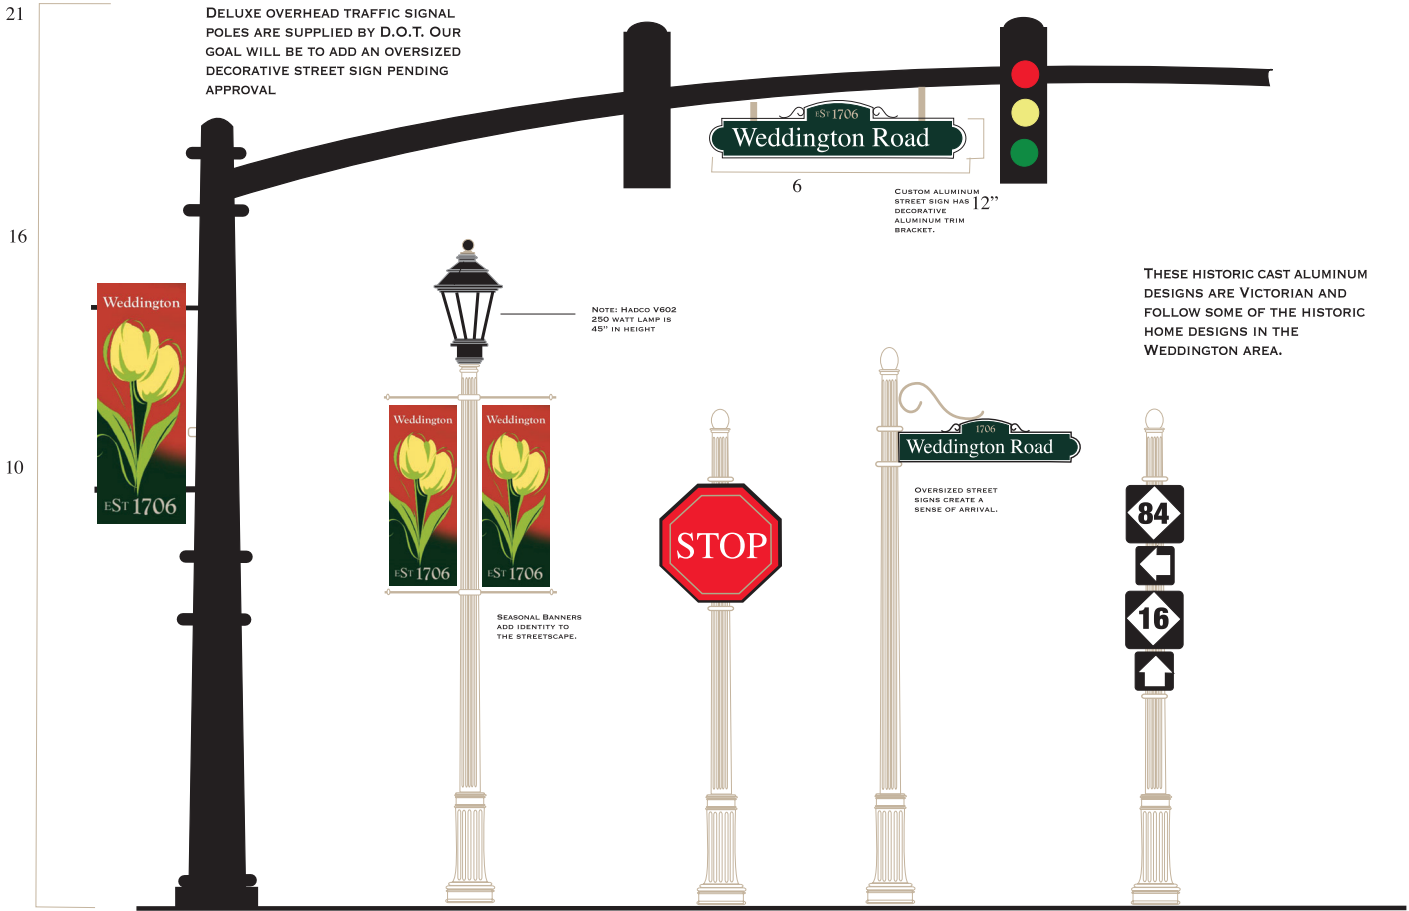 21
Deluxe overhead traffic signal
poles are supplied by D.O.T. Our
goal will be to add an oversized
decorative street sign pending
approval
EST 1706
Weddington Road
6
Custom aluminum
street sign has
decorative
aluminum trim
bracket.
12”
16
Weddington
EST 1706
Note: Hadco V602
250 watt lamp is
45” in height
These historic cast aluminum
designs are Victorian and
follow some of the historic
home designs in the
Weddington area.
10
Weddington
EST 1706
Weddington
EST 1706
Seasonal Banners
add identity to
the streetscape.
STOP
1706
Weddington Road
Oversized street
signs create a
sense of arrival.
84
16